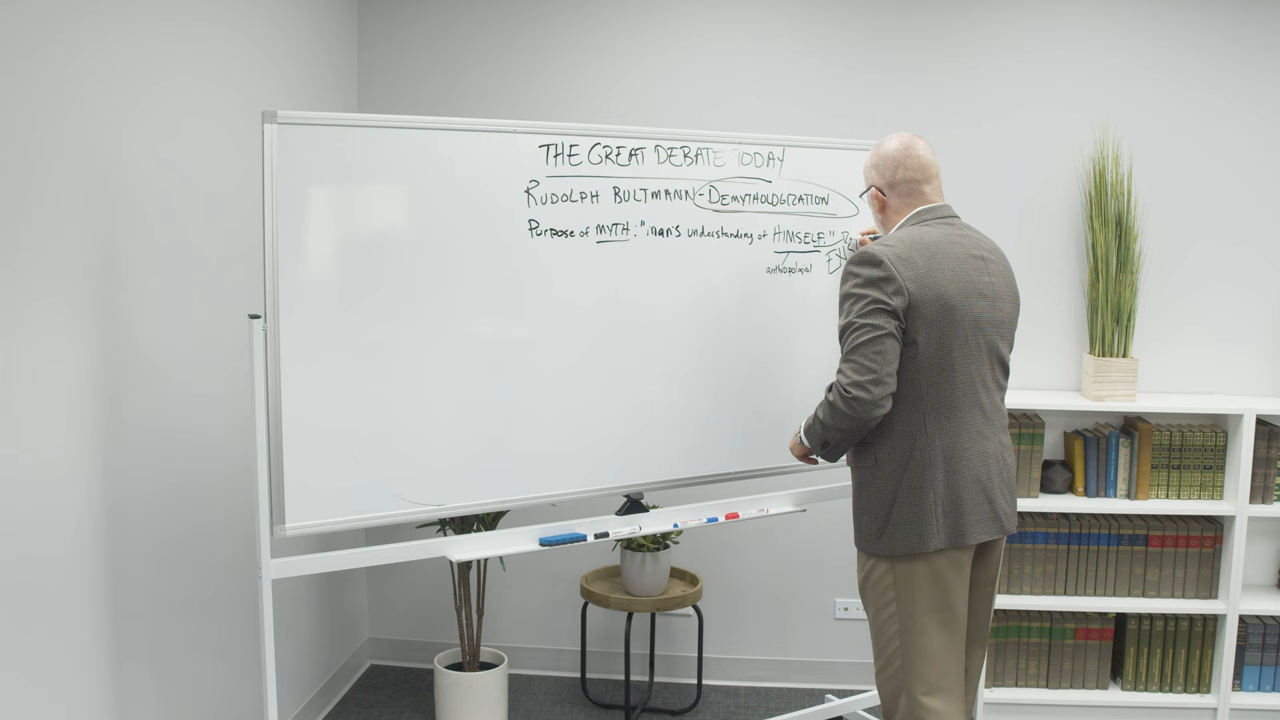 THE GREAT DEBATE TODAY
RUDOLPH BULTMANN - DEMYTHOLOGIZATION
Purpose of MYTH: "man's understanding of HIMSELF."
anthropological